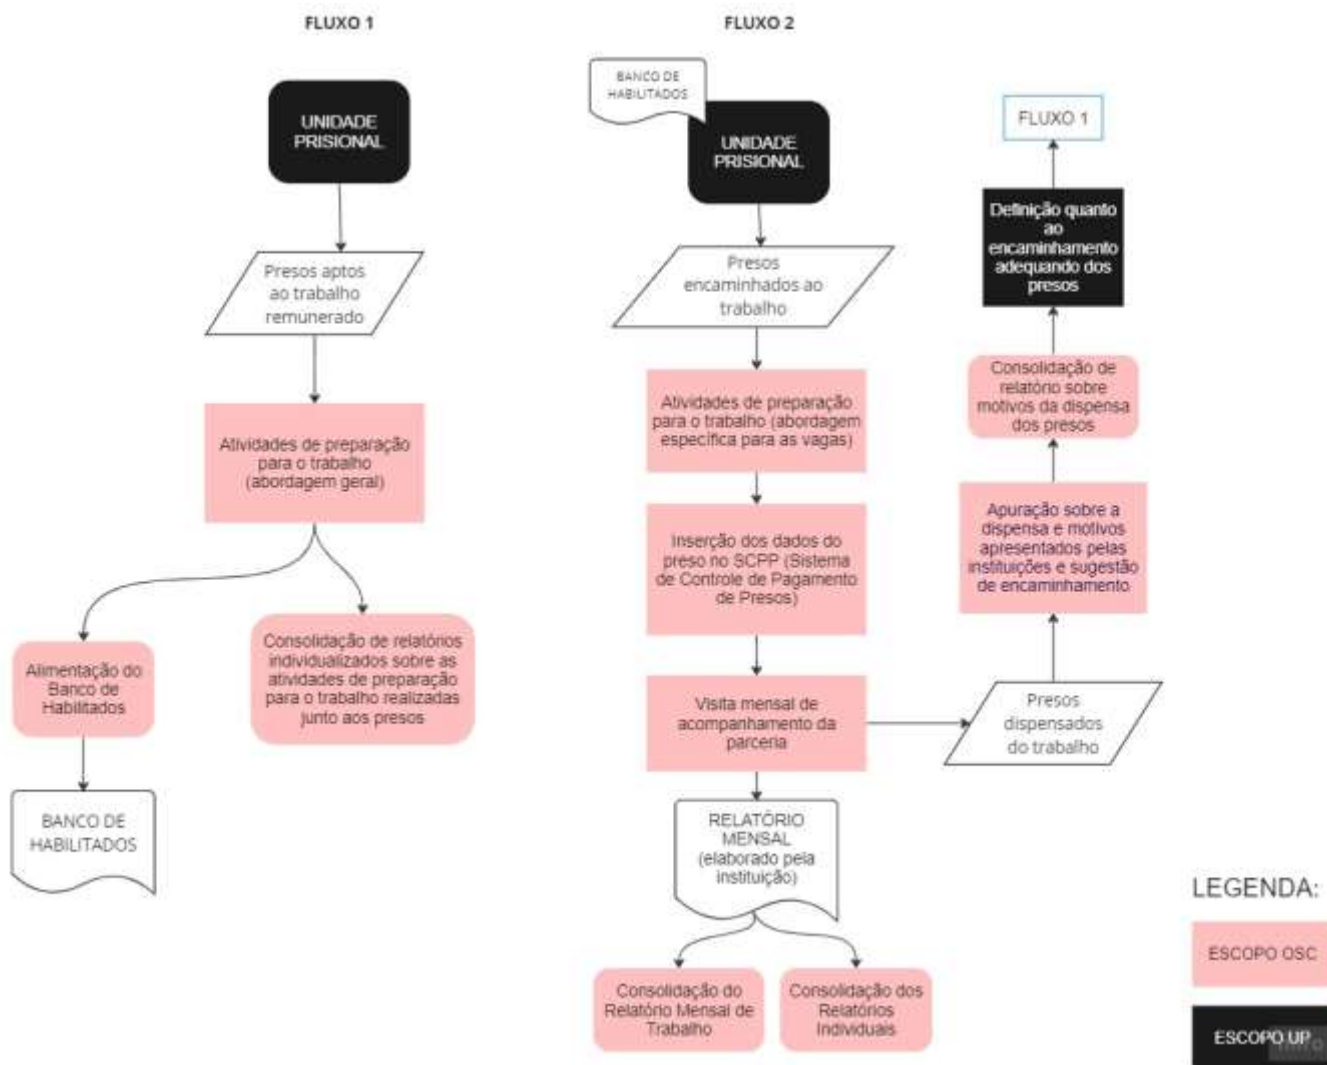 FLUXO 1
UNIDADE
PRISIONAL
Presos aptos
ao trabalho
remunerado
Atividades de preparação
para o trabalho
(abordagem geral)
Alimentação do
Banco de
Habilitados
BANCO DE
HABILITADOS
Consolidação de relatórios
individualizados sobre as
atividades de preparação
para o trabalho realizadas
junto aos presos
FLUXO 2
BANCO DE
HABILITADOS
UNIDADE
PRISIONAL
Presos
encaminhados ao
trabalho
Atividades de preparação
para o trabalho (abordagem
específica para as vagas)
Inserção dos dados do
preso no SCPP (Sistema
de Controle de Pagamento
de Presos)
Visita mensal de
acompanhamento da
parceria
RELATÓRIO
MENSAL
(elaborado pela
instituição)
Consolidação do
Relatório Mensal de
Trabalho
Consolidação dos
Relatórios
Individuais
FLUXO 1
Definição quanto
ao
encaminhamento
adequando dos
presos
Consolidação de
relatório sobre
motivos da dispensa
dos presos
Apuração sobre a
dispensa e motivos
apresentados pelas
instituições e sugestão
de encaminhamento
Presos
dispensados
do trabalho
LEGENDA:
ESCOPO OSC
ESCOPO UP
miro